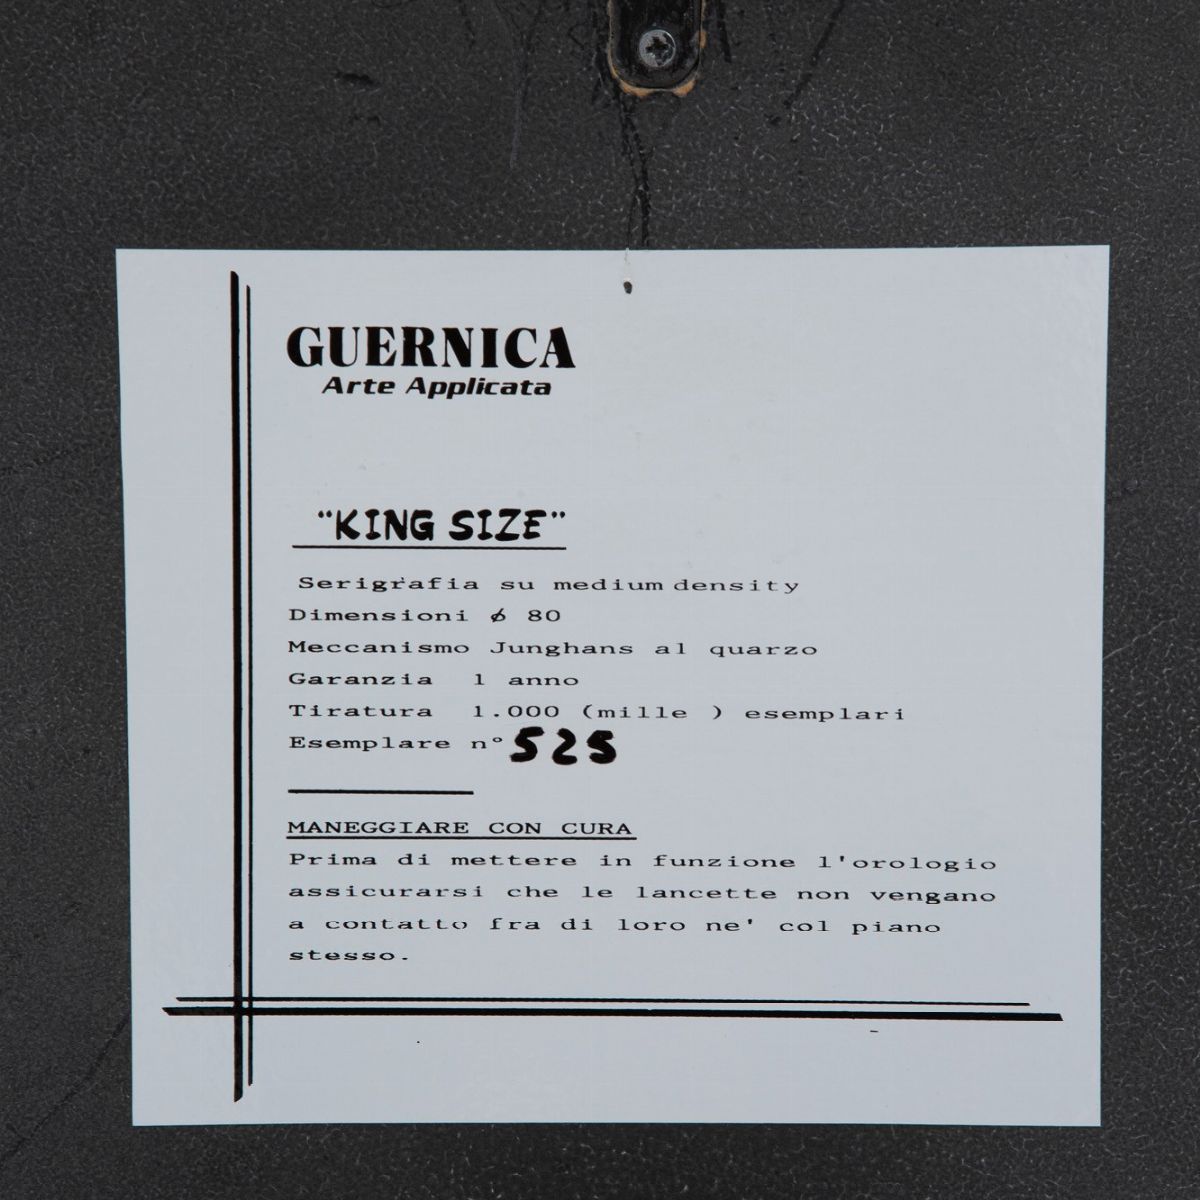 GUERNICA
Arte Applicata
"KING SIZE"
Serigrafia su medium density
Dimensioni ø 80
Meccanismo Junghans al quarzo
Garanzia 1 anno
Tiratura 1.000 (mille ) esemplari
Esemplare n° 525
MANEGGIARE CON CURA
Prima di mettere in funzione l'orologio
assicurarsi che le lancette non vengano
a contatto fra di loro ne' col piano
stesso.